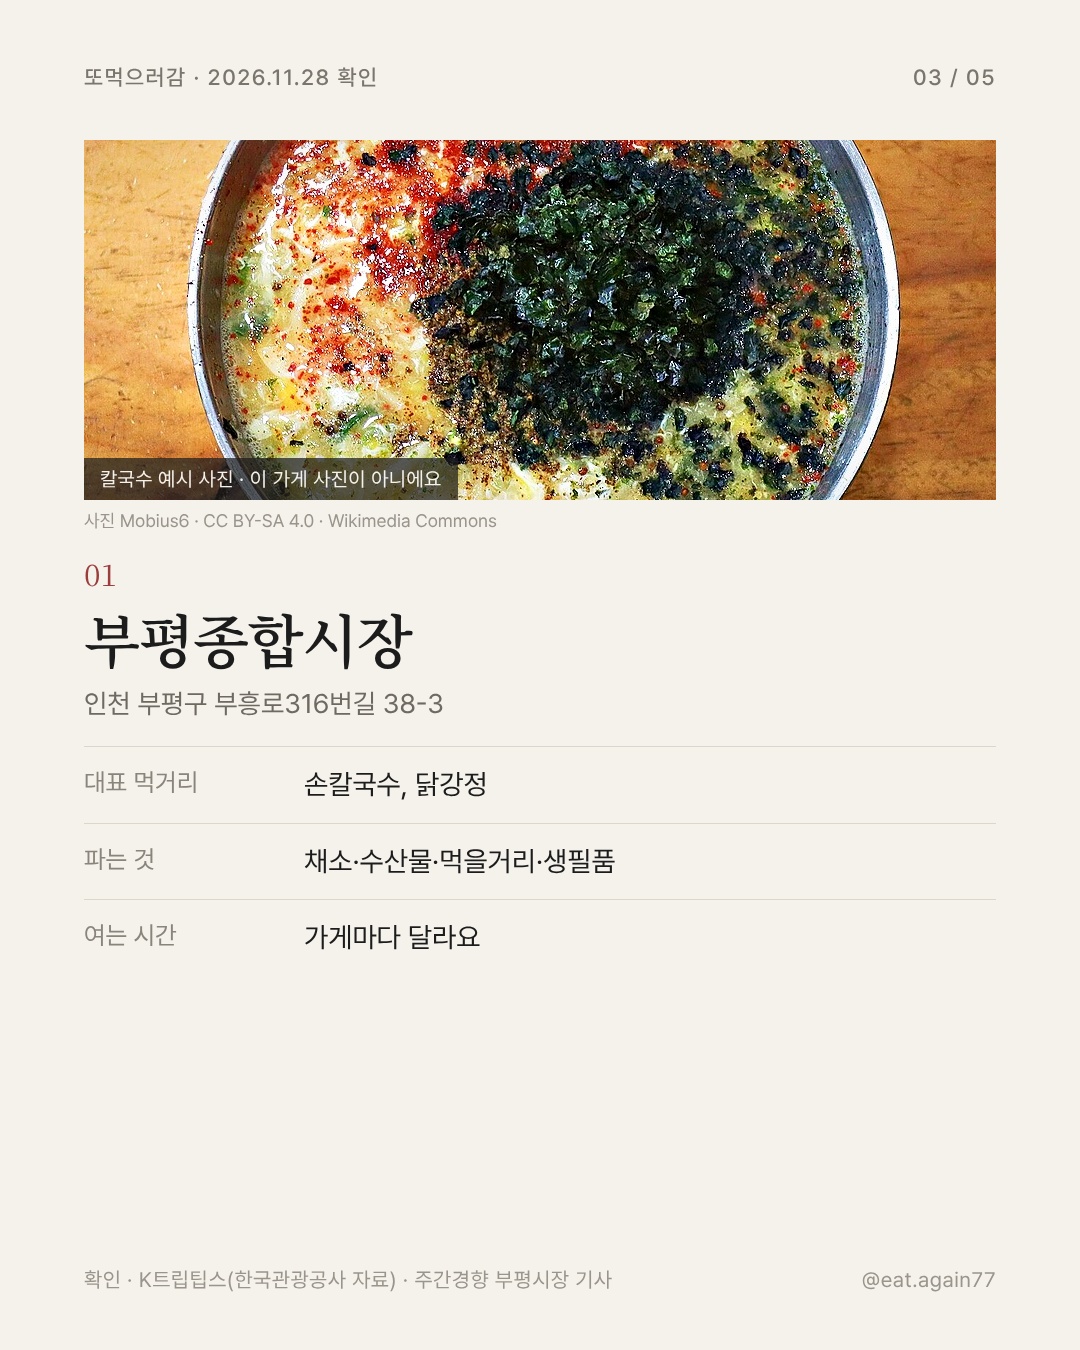 또먹으러감 · 2026.11.28 확인
03 / 05
칼국수 예시 사진 · 이 가게 사진이 아니에요
사진 Mobius6 · CC BY-SA 4.0 · Wikimedia Commons
01
부평종합시장
인천 부평구 부흥로316번길 38-3
대표 먹거리 손칼국수, 닭강정
파는 것 채소·수산물·먹을거리·생필품
여는 시간 가게마다 달라요
확인 · K트립팁스(한국관광공사 자료) · 주간경향 부평시장 기사
@eat.again77